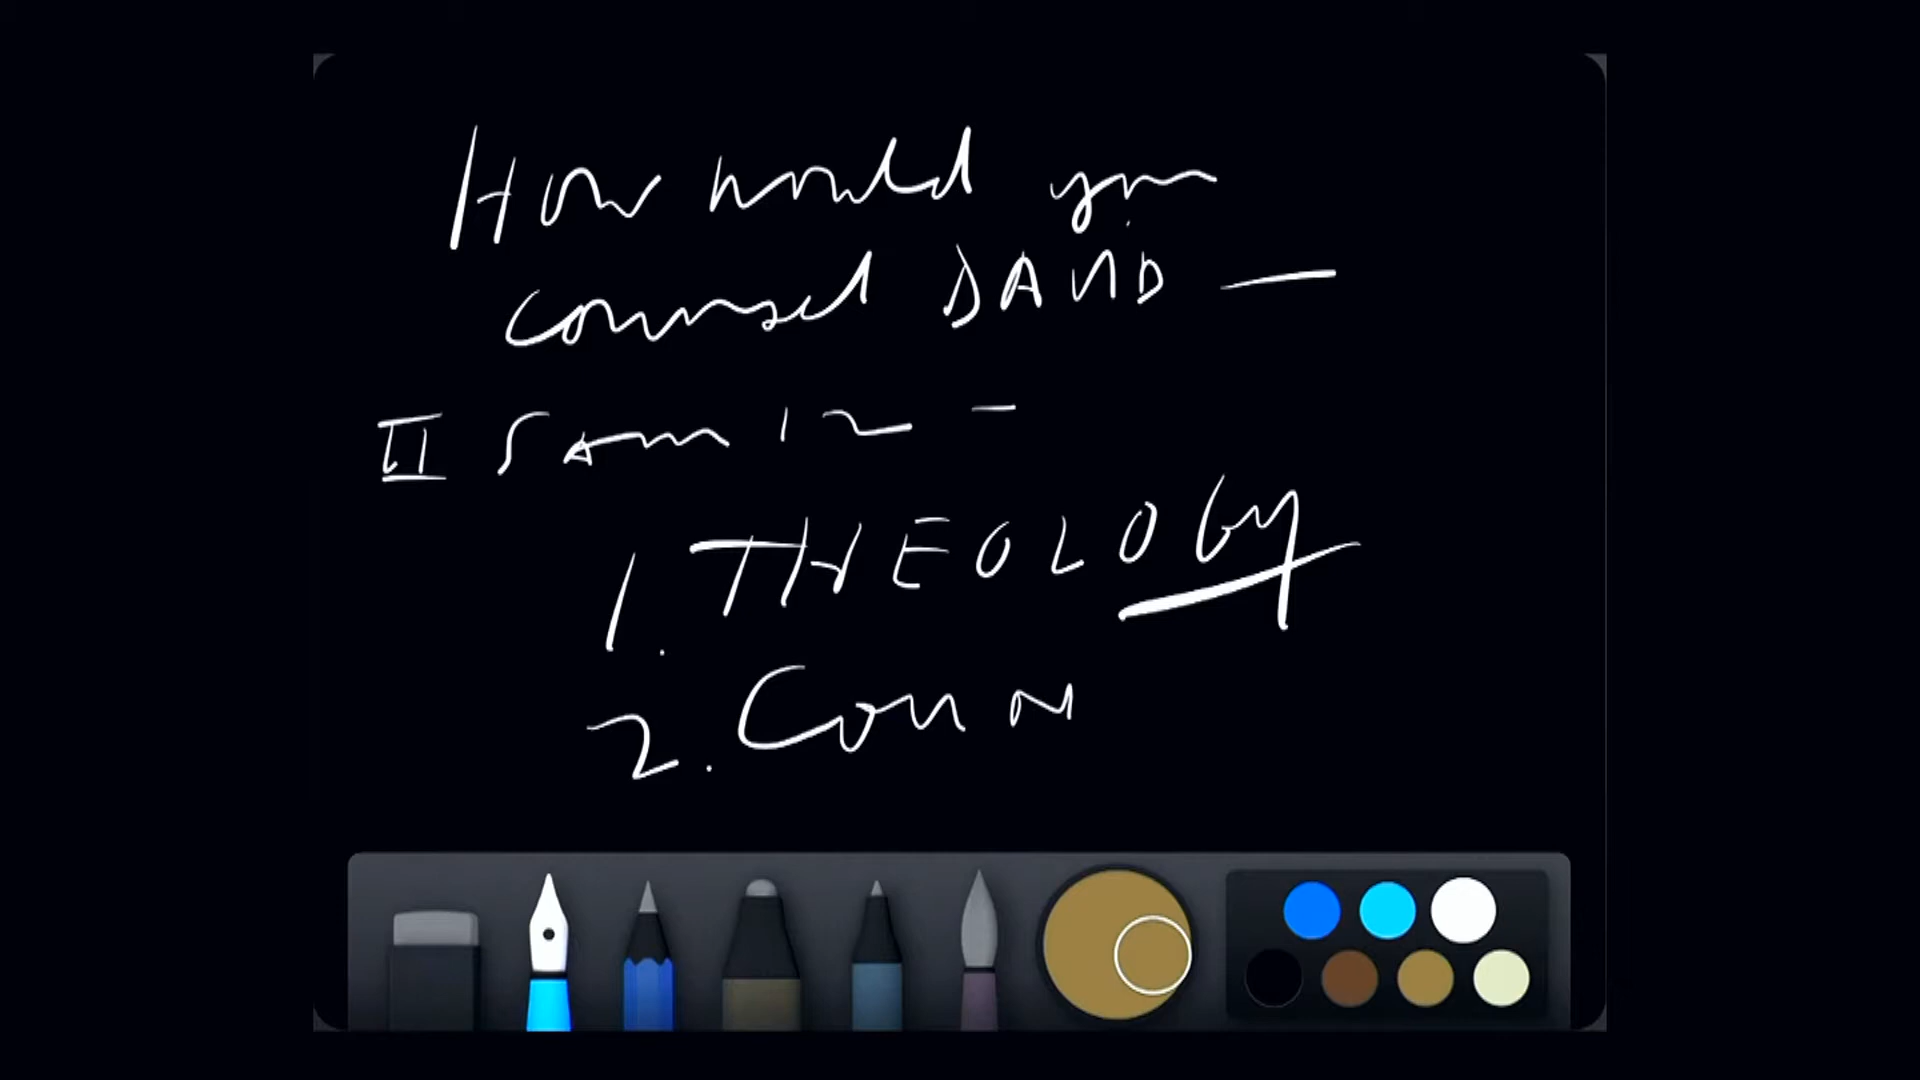 How would you
counsel DAVID —
II Sam 12 -
1. THEOLOGY
2. Coun